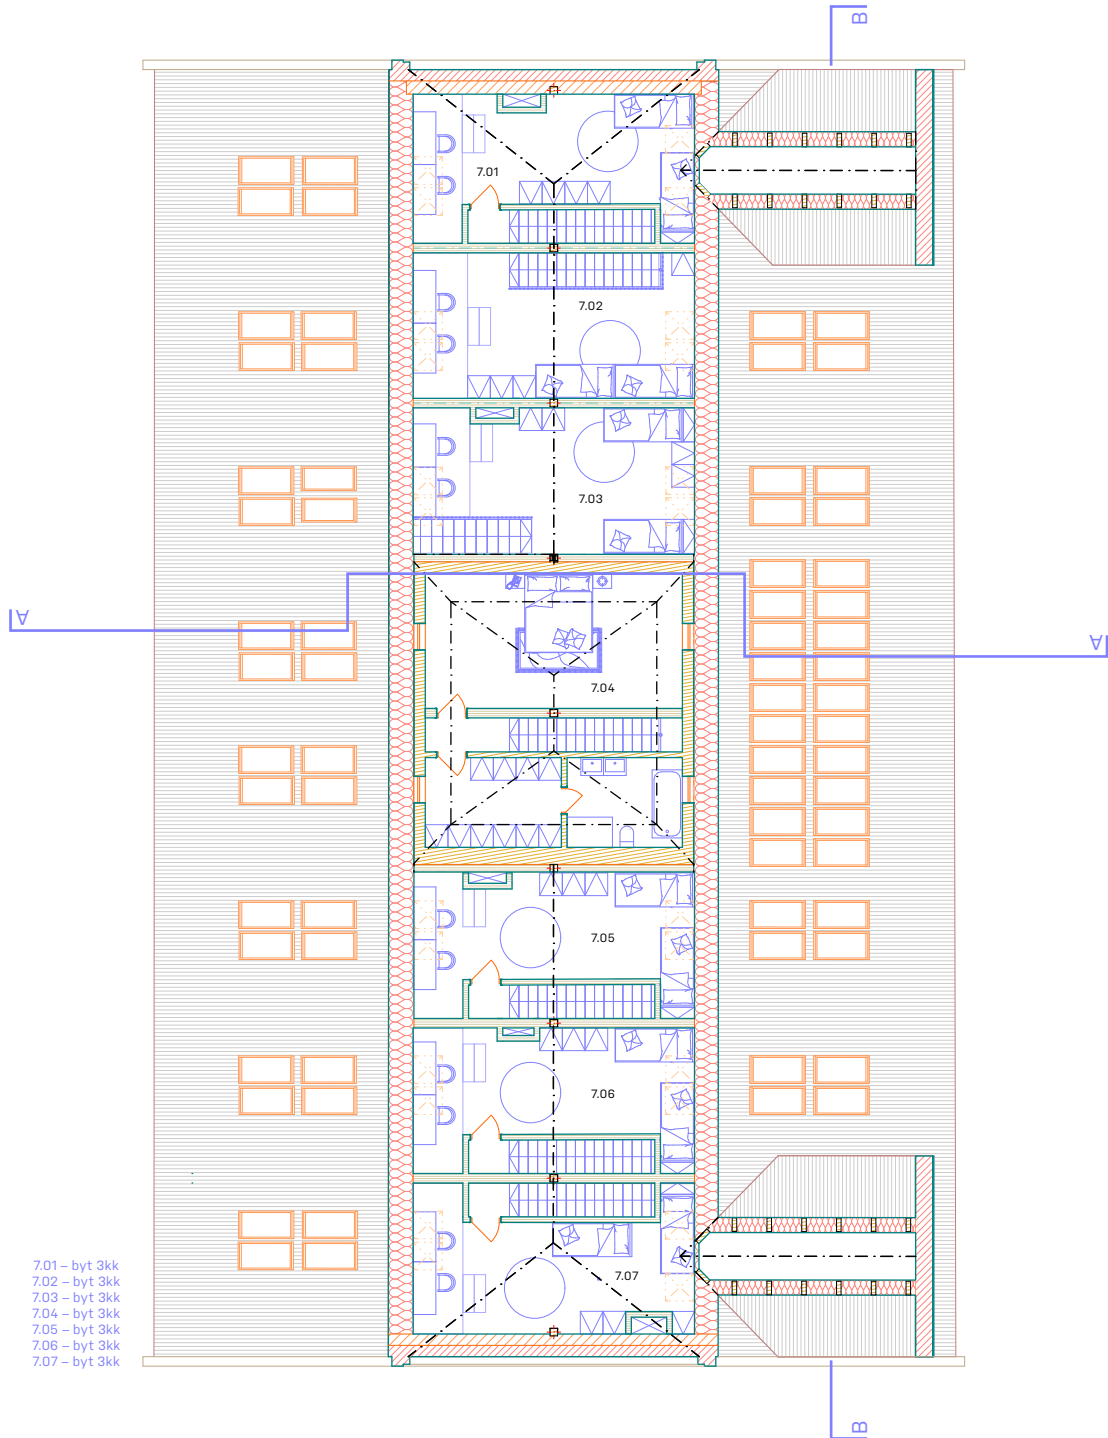 B
7.01
7.02
7.03
A
A
7.04
7.05
7.06
7.07
7.01 – byt 3kk
7.02 – byt 3kk
7.03 – byt 3kk
7.04 – byt 3kk
7.05 – byt 3kk
7.06 – byt 3kk
7.07 – byt 3kk
B